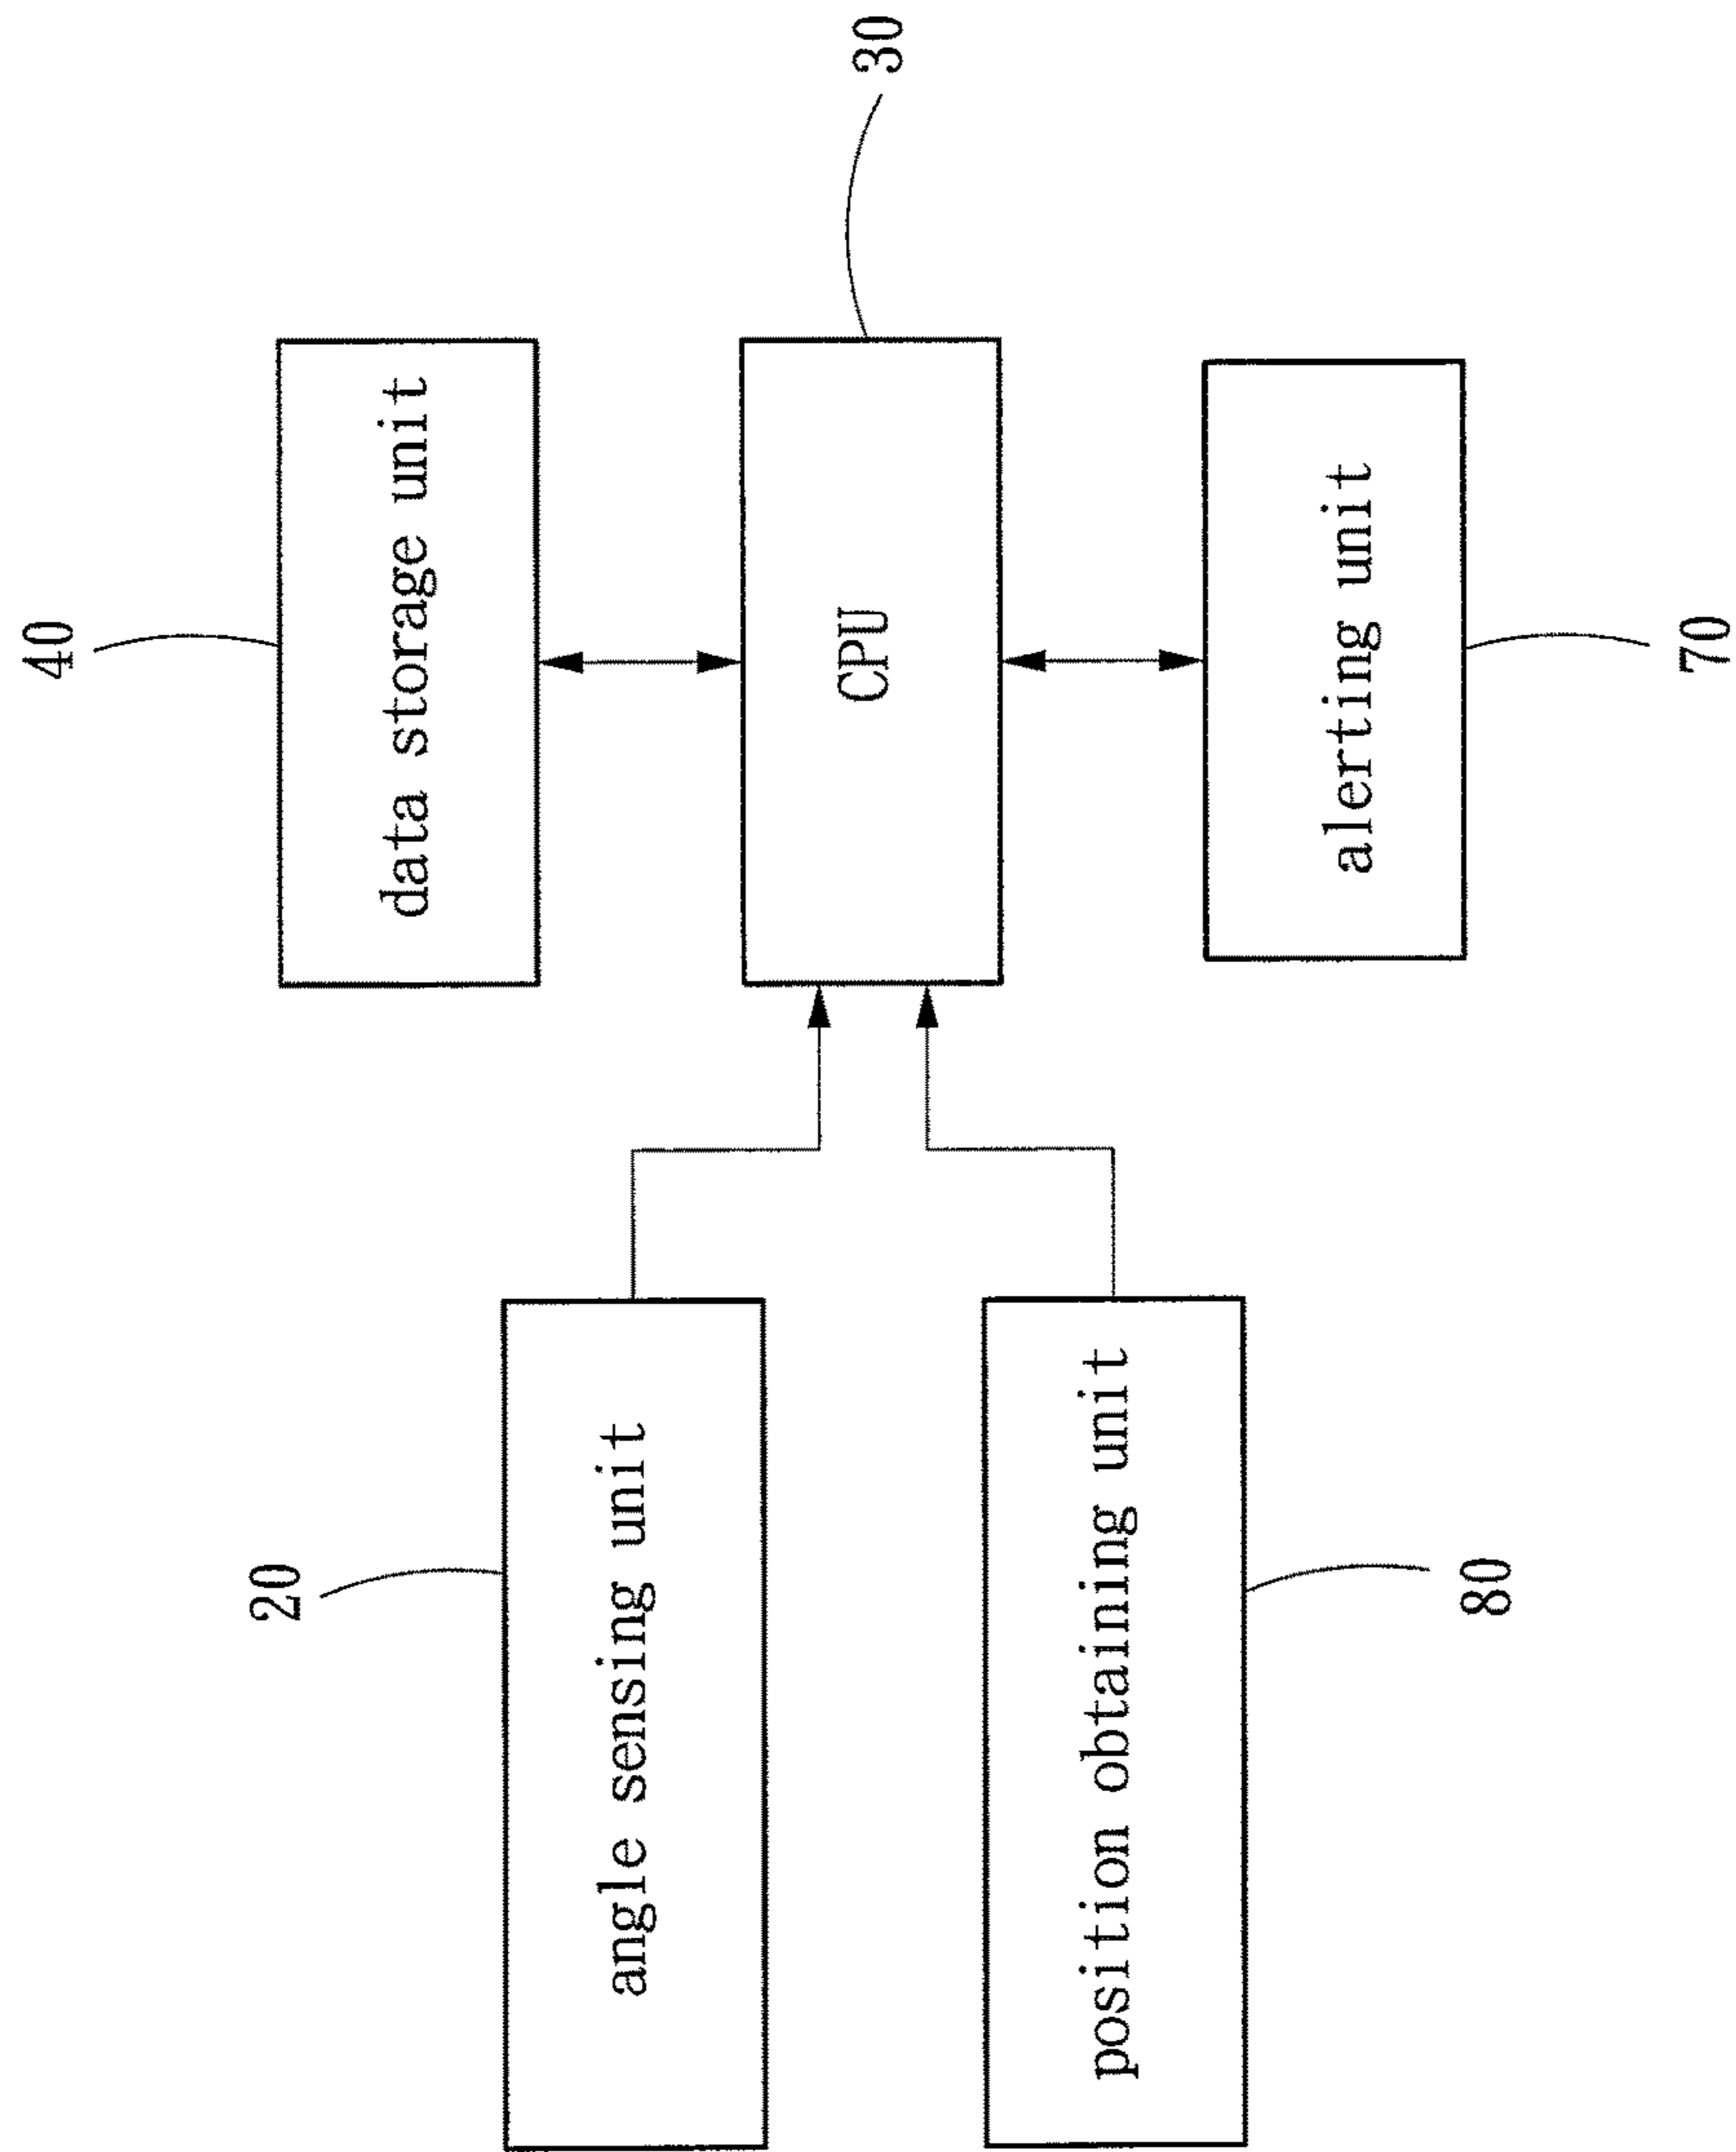 40
data storage unit
30
CPU
20
angle sensing unit
alerting unit
70
position obtaining unit
80